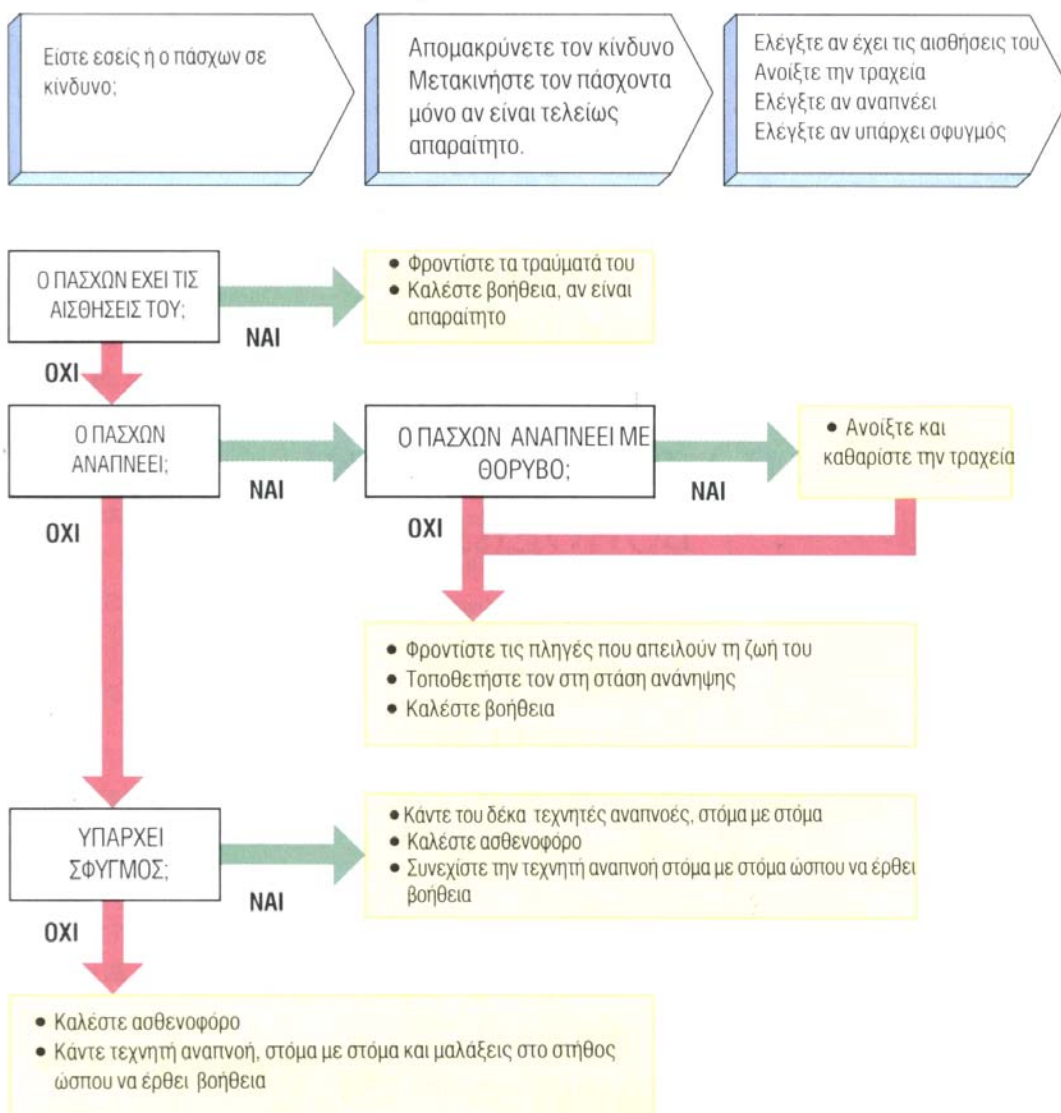 Είστε εσείς ή ο πάσχων σε
κίνδυνο;
Απομακρύνετε τον κίνδυνο
Μετακινήστε τον πάσχοντα
μόνο αν είναι τελείως
απαραίτητο.
Ελέγξτε αν έχει τις αισθήσεις του
Ανοίξτε την τραχεία
Ελέγξτε αν αναπνέει
Ελέγξτε αν υπάρχει σφυγμός
Ο ΠΑΣΧΩΝ ΕΧΕΙ ΤΙΣ
ΑΙΣΘΗΣΕΙΣ ΤΟΥ;
ΝΑΙ
• Φροντίστε τα τραύματά του
• Καλέστε βοήθεια, αν είναι
απαραίτητο
ΟΧΙ
Ο ΠΑΣΧΩΝ
ΑΝΑΠΝΕΕΙ;
ΝΑΙ
Ο ΠΑΣΧΩΝ ΑΝΑΠΝΕΕΙ ΜΕ
ΘΟΡΥΒΟ;
ΝΑΙ
• Ανοίξτε και
καθαρίστε την τραχεία
ΟΧΙ
ΟΧΙ
• Φροντίστε τις πληγές που απειλούν τη ζωή του
• Τοποθετήστε τον στη στάση ανάνηψης
• Καλέστε βοήθεια
ΥΠΑΡΧΕΙ
ΣΦΥΓΜΟΣ;
ΝΑΙ
• Κάντε του δέκα τεχνητές αναπνοές, στόμα με στόμα
• Καλέστε ασθενοφόρο
• Συνεχίστε την τεχνητή αναπνοή στόμα με στόμα ώσπου να έρθει
βοήθεια
ΟΧΙ
• Καλέστε ασθενοφόρο
• Κάντε τεχνητή αναπνοή, στόμα με στόμα και μαλάξεις στο στήθος
ώσπου να έρθει βοήθεια